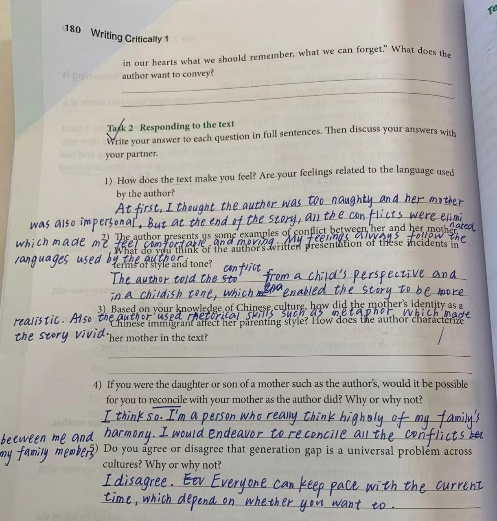 180 Writing Critically 1
in our hearts what we should remember, what we can forget." What does the
author want to convey?
Task 2 Responding to the text
Write your answer to each question in full sentences. Then discuss your answers with
your partner.
1) How does the text make you feel? Are your feelings related to the language used
by the author?
At first, I thought the author was too naughty and her mother
was also impersonal, But at the end of the story, all the conflicts were eliminated
2) The author presents us some examples of conflict between her and her mother.
which made me feel comfortable and moving. My feelings always follow the
What do you think of the author's written presentation of these incidents in
languages used by the author.
terms of style and tone?
The author told the conflict from a child's perspective and
in a childish tone, which enabled the story to be more
3) Based on your knowledge of Chinese culture, how did the mother's identity as a
realistic. Also the author used rhetorical skills such as metaphor which made
Chinese immigrant affect her parenting style? How does the author characterize
the story vivid.
her mother in the text?
4) If you were the daughter or son of a mother such as the author's, would it be possible
for you to reconcile with your mother as the author did? Why or why not?
I think so. I'm a person who really think highly of my family's
harmony. I would endeavor to reconcile all the conflicts
between me and
my family members
5) Do you agree or disagree that generation gap is a universal problem across
cultures? Why or why not?
I disagree. Everyone can keep pace with the current
time, which depend on whether you want to.